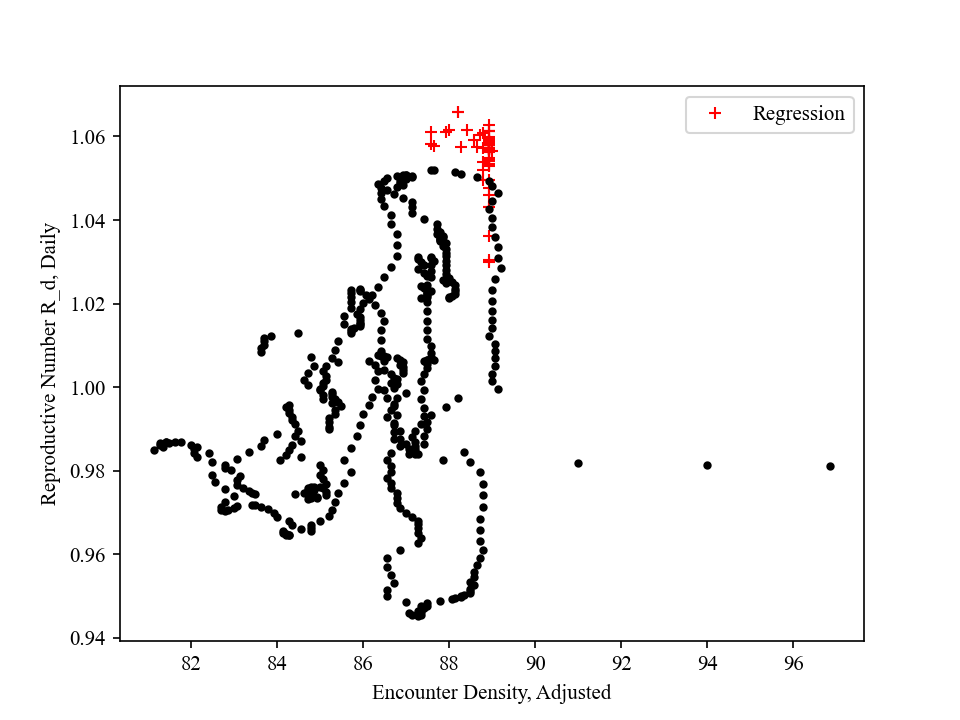 Regression
1.06
1.04
1.02
1.00
0.98
0.96
0.94
Reproductive Number R_d, Daily
82 84 86 88 90 92 94 96
Encounter Density, Adjusted